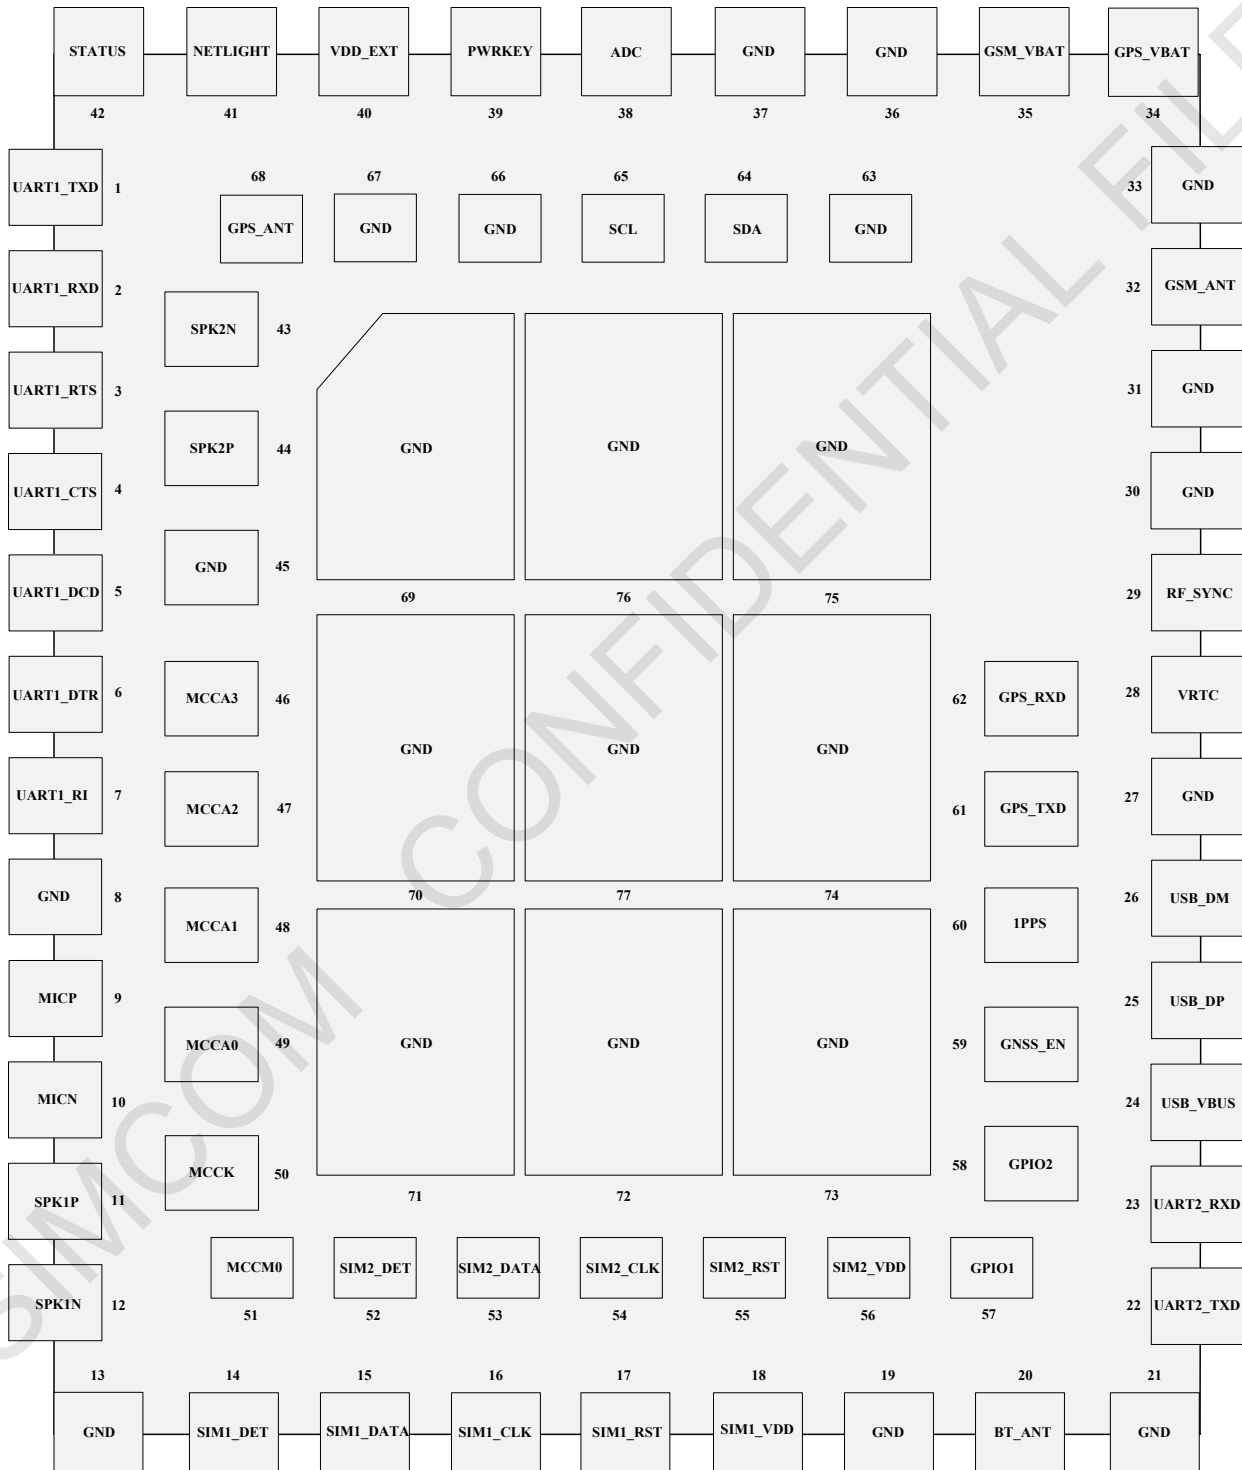 STATUS NETLIGHT VDD_EXT PWRKEY ADC GND GND GSM_VBAT GPS_VBAT
42 41 40 39 38 37 36 35 34
UART1_TXD 1
68 67 66 65 64 63
33 GND
GPS_ANT GND GND SCL SDA GND
UART1_RXD 2
32 GSM_ANT
SPK2N 43
UART1_RTS 3
31 GND
SPK2P 44
GND GND GND
UART1_CTS 4
30 GND
GND 45
UART1_DCD 5
69 76 75
29 RF_SYNC
UART1_DTR 6
MCCA3 46
62 GPS_RXD
28 VRTC
GND GND GND
UART1_RI 7
MCCA2 47
61 GPS_TXD
27 GND
GND 8
70 77 74
26 USB_DM
MCCA1 48
60 1PPS
MICP 9
25 USB_DP
MCCA0 49
GND GND GND
59 GNSS_EN
MICN 10
24 USB_VBUS
MCCK 50
58 GPIO2
SPK1P 11
71 72 73
23 UART2_RXD
MCCM0 SIM2_DET SIM2_DATA SIM2_CLK SIM2_RST SIM2_VDD GPIO1
51 52 53 54 55 56 57
SPK1N 12
22 UART2_TXD
13 14 15 16 17 18 19 20 21
GND SIM1_DET SIM1_DATA SIM1_CLK SIM1_RST SIM1_VDD GND BT_ANT GND
SIMCOM CONFIDENTIAL FILE